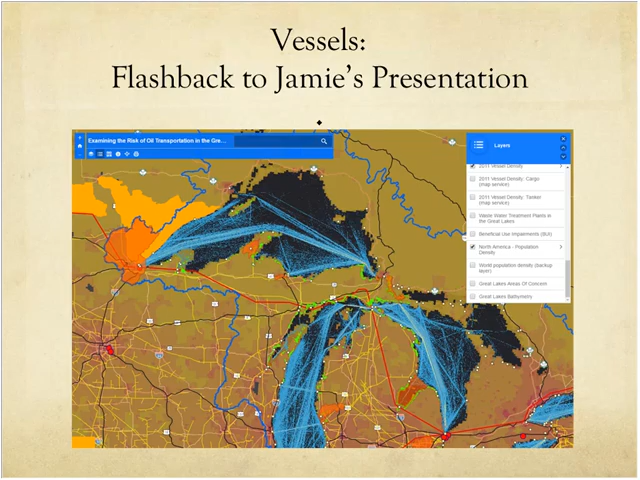 Vessels:
Flashback to Jamie's Presentation
Examining the Risk of Oil Transportation in the Gre...
Layers
2011 Vessel Density
2011 Vessel Density: Cargo
(map service)
2011 Vessel Density: Tanker
(map service)
Waste Water Treatment Plants in
the Great Lakes
Beneficial Use Impairments (BUI)
North America - Population
Density
World population density (backup
layer)
Great Lakes Areas Of Concern
Great Lakes Bathymetry